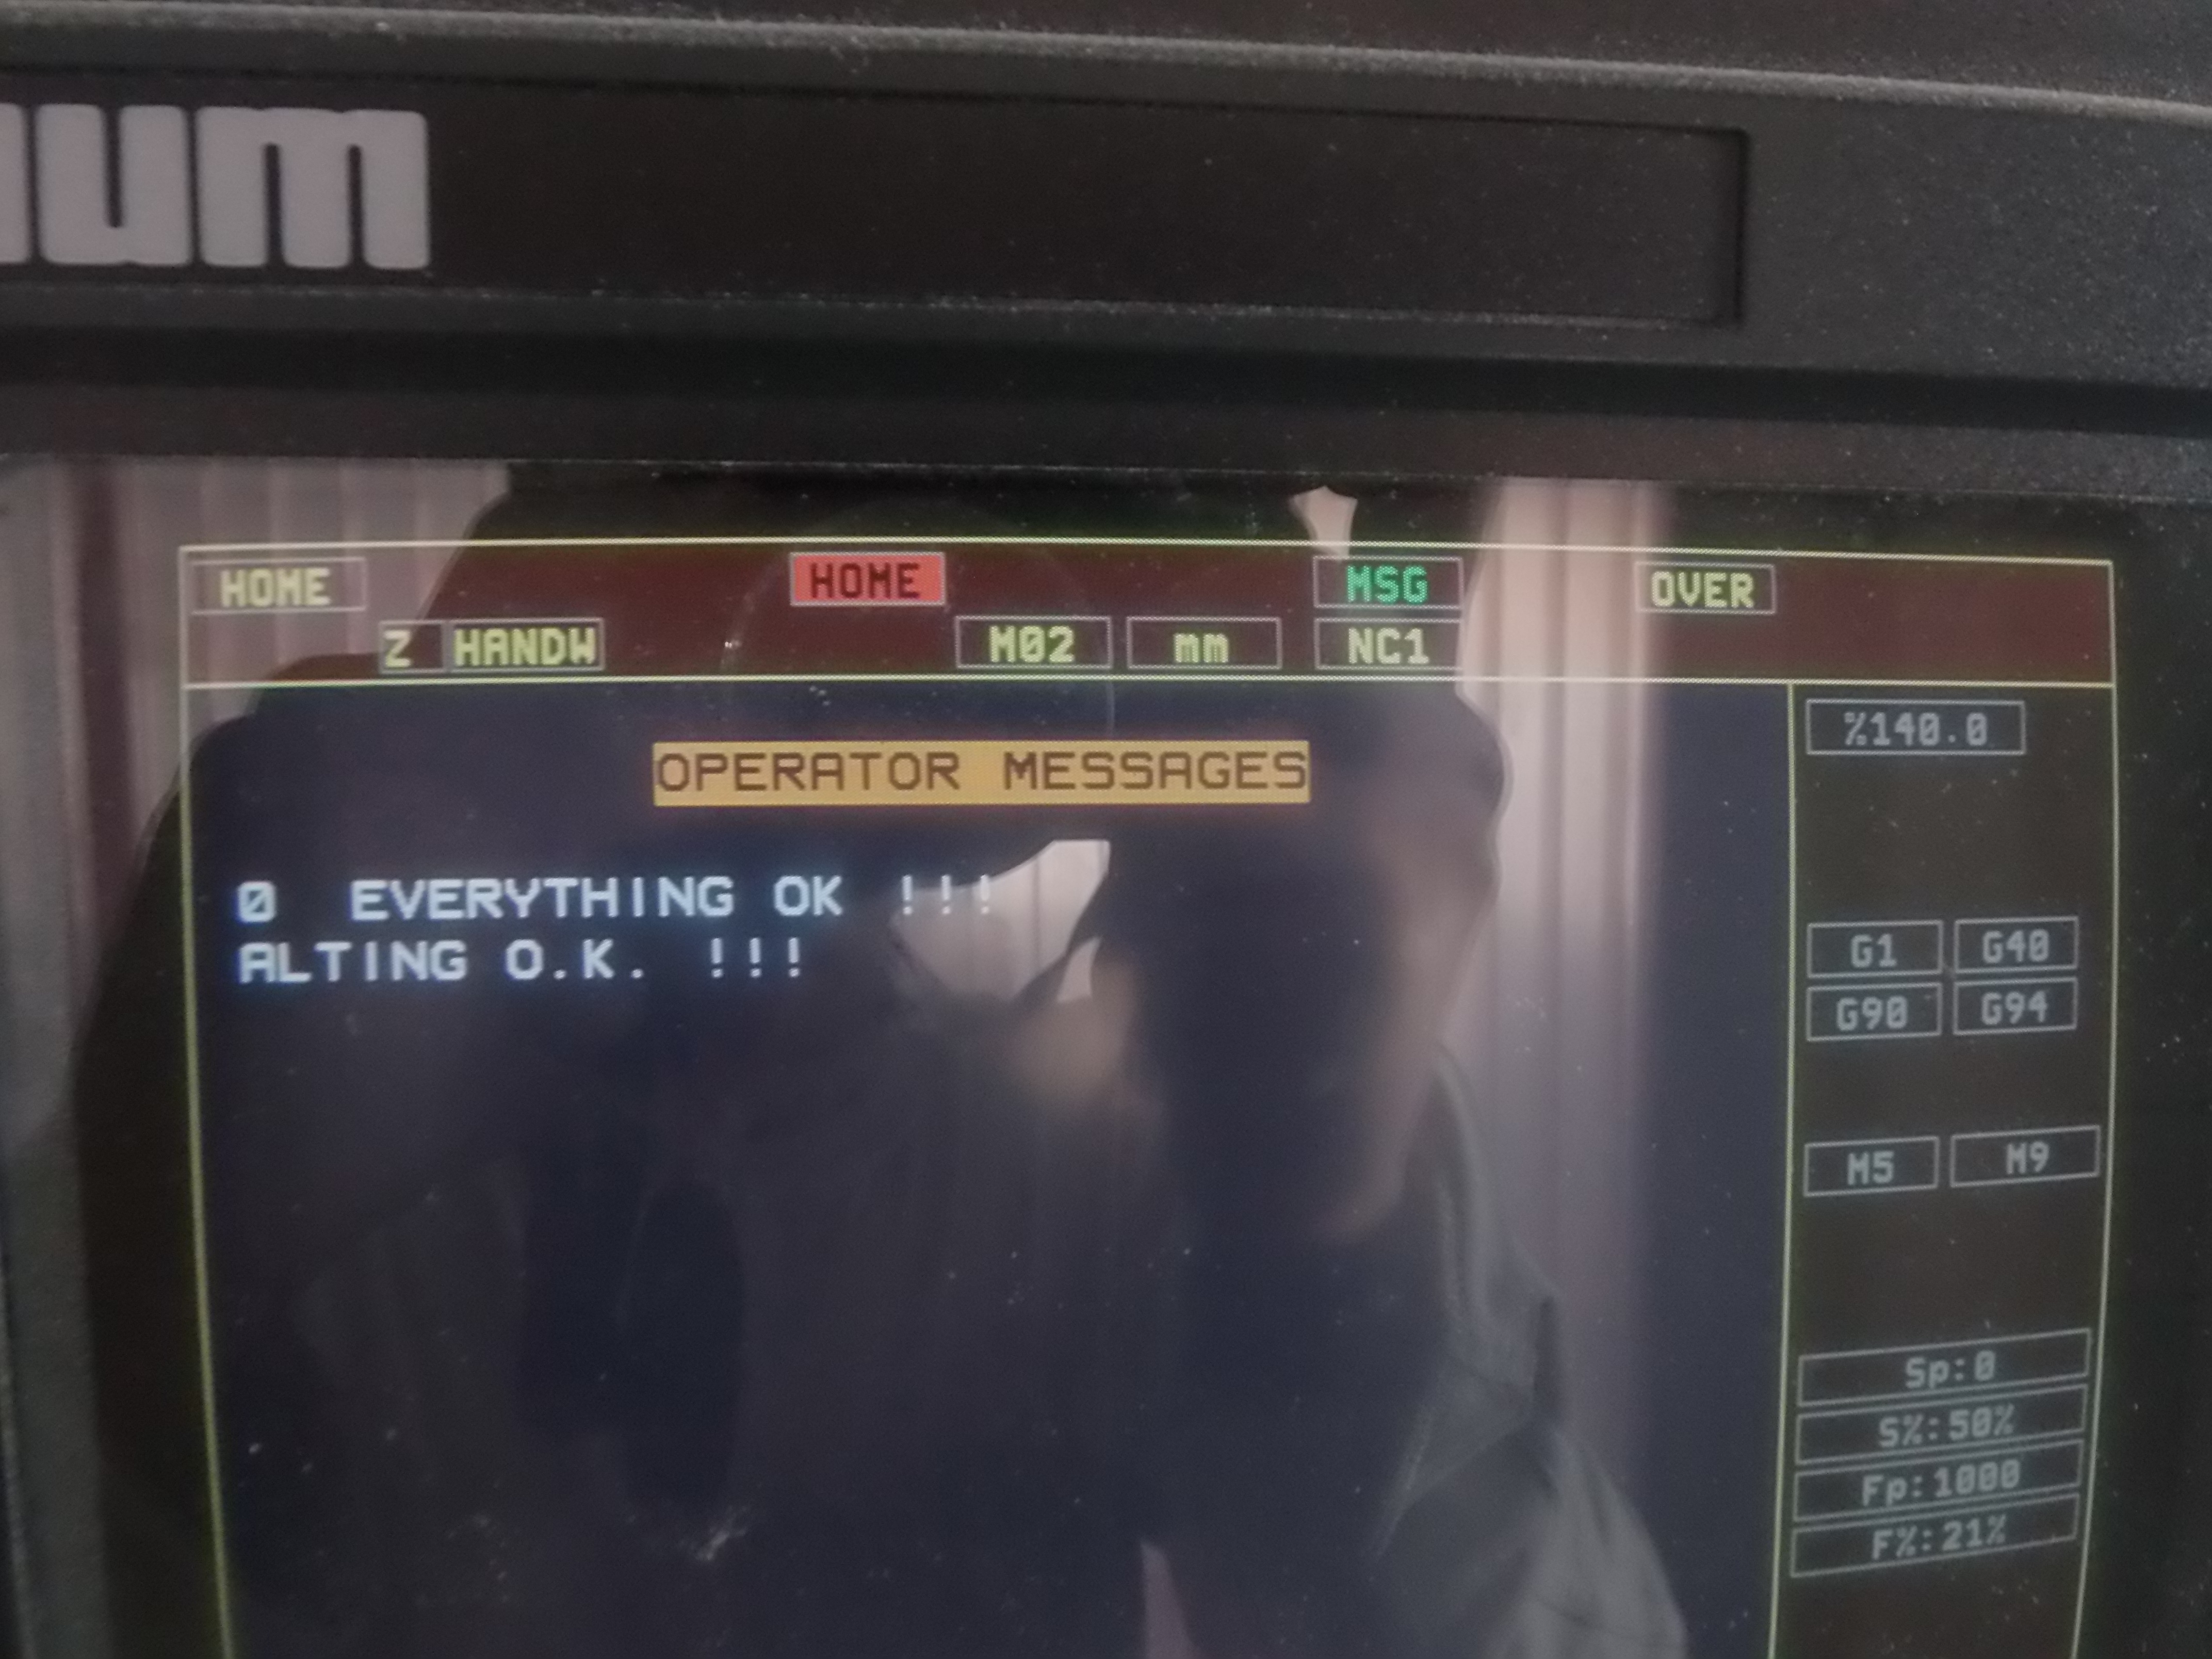 num
HOME HOME MSG OVER
Z HANDW M02 mm NC1
OPERATOR MESSAGES
%140.0
0 EVERYTHING OK !!!
ALTING O.K. !!!
G1 G40
G90 G94
M5 M9
Sp:0
S%:50%
Fp:1000
F%:21%